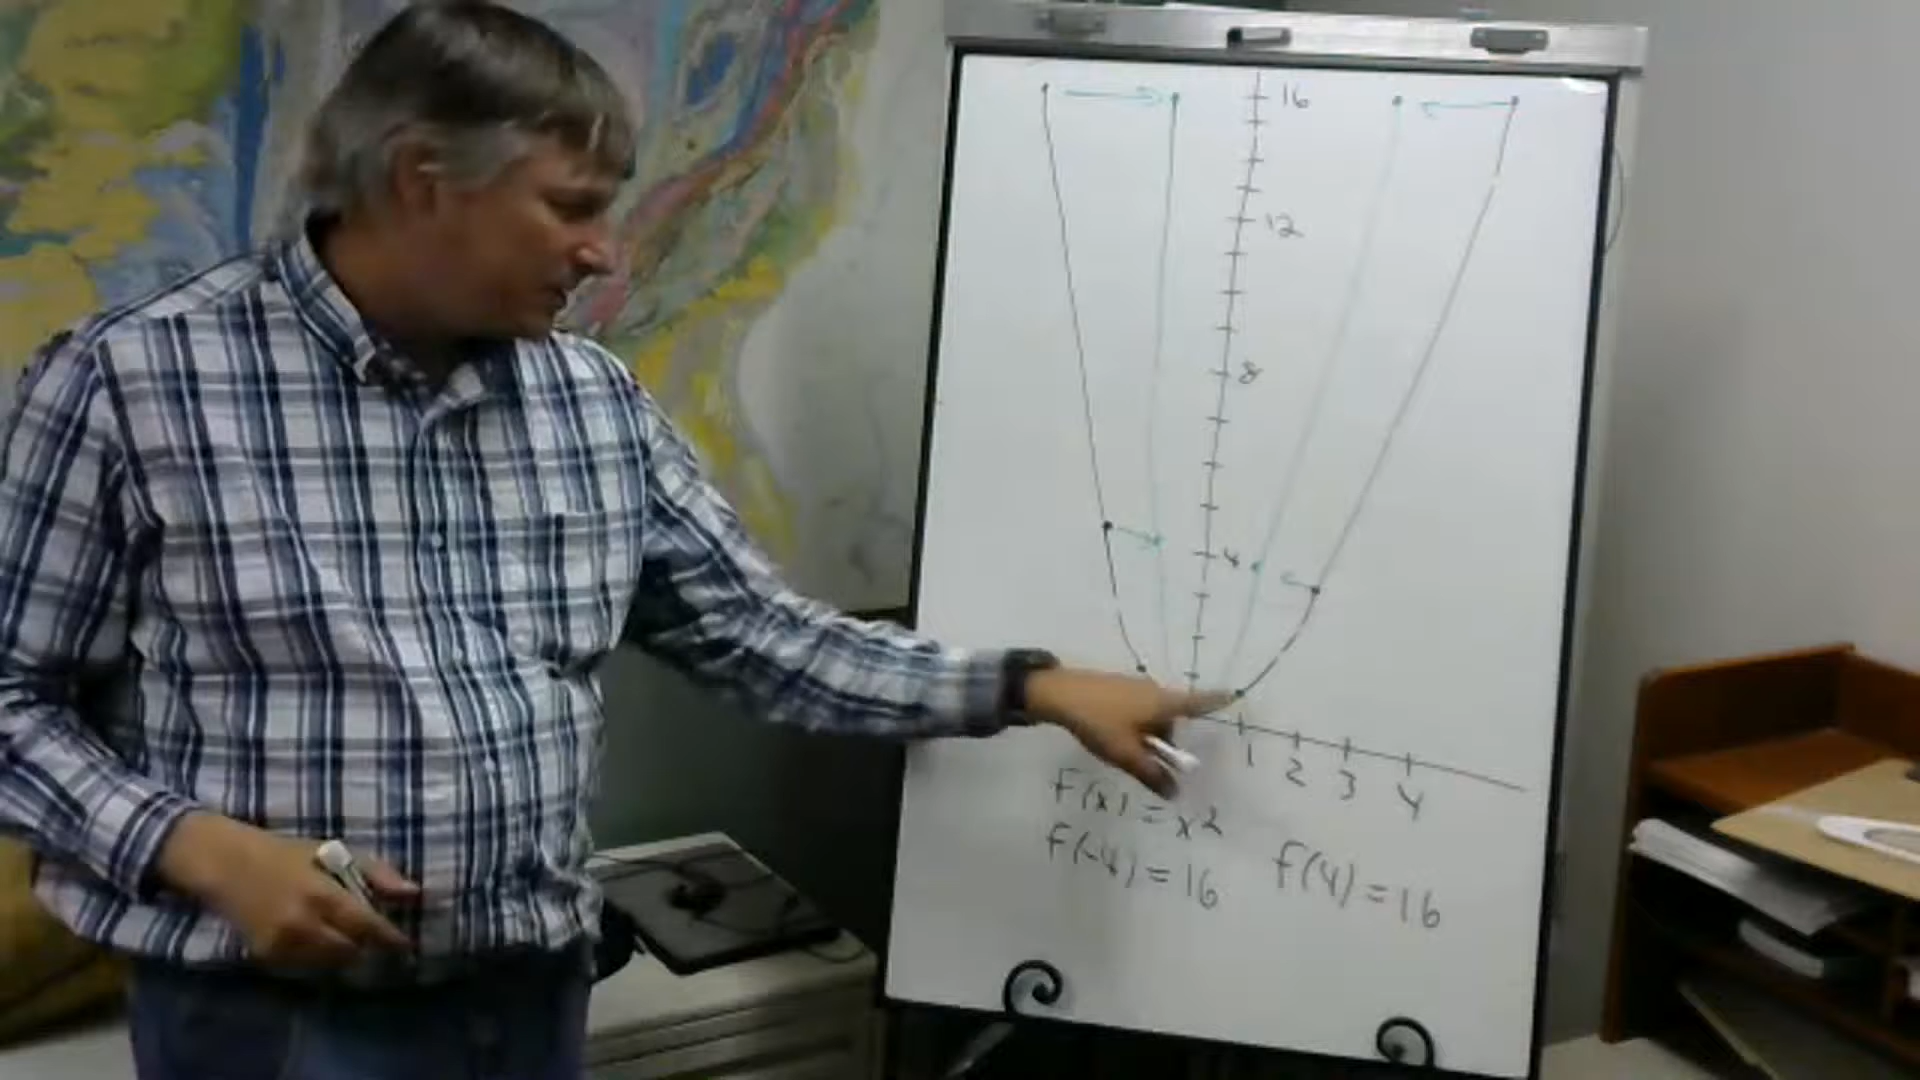 16
12
8
4
1 2 3 4
F(x) = x²
F(-4) = 16 F(4) = 16